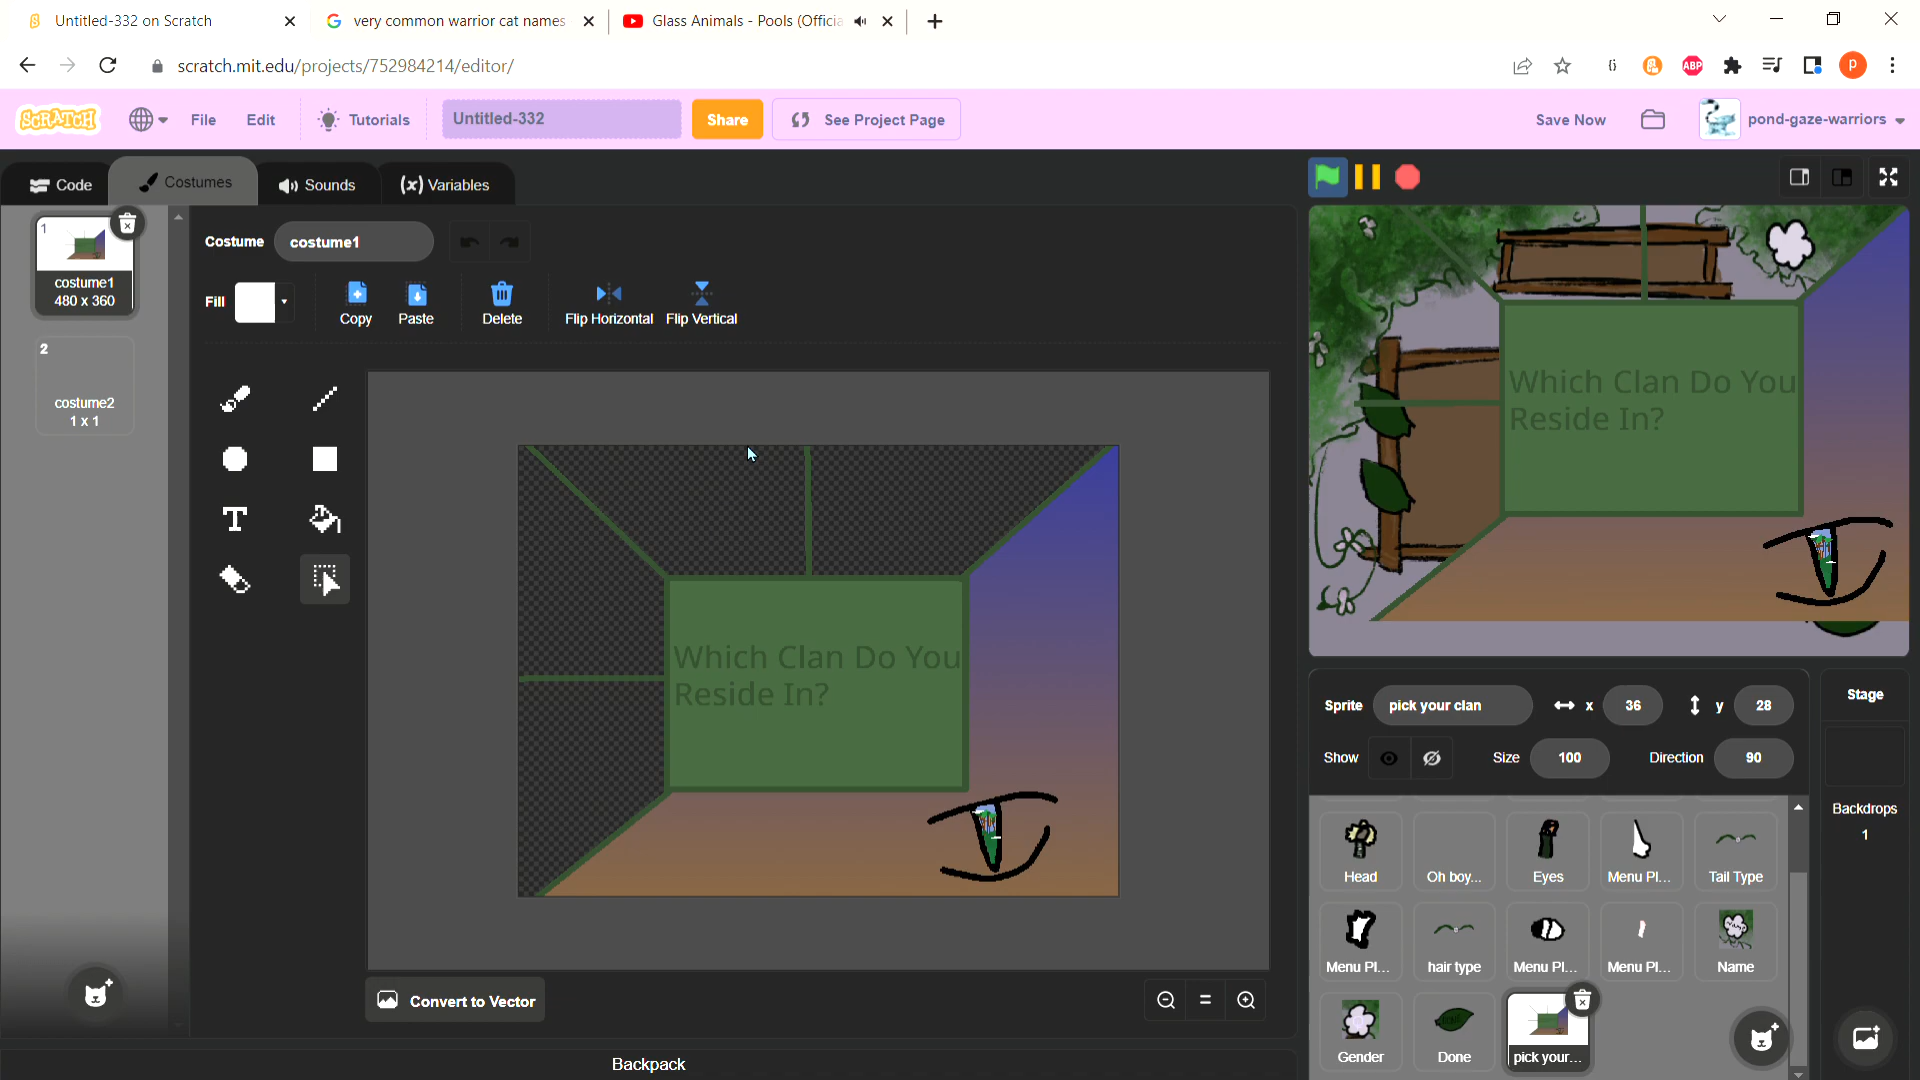 Untitled-332 on Scratch
very common warrior cat names
Glass Animals - Pools (Officia
scratch.mit.edu/projects/752984214/editor/
ABP
p
SCRATCH
File
Edit
Tutorials
Untitled-332
Share
See Project Page
Save Now
pond-gaze-warriors
Code
Costumes
Sounds
(x) Variables
1
costume1
480 x 360
2
costume2
1 x 1
Costume
costume1
Fill
Copy
Paste
Delete
Flip Horizontal
Flip Vertical
T
Which Clan Do You
Reside In?
Convert to Vector
Backpack
Which Clan Do You
Reside In?
Sprite
pick your clan
x
36
y
28
Show
Size
100
Direction
90
Stage
Backdrops
1
Head
Oh boy...
Eyes
Menu Pl...
Tail Type
Menu Pl...
hair type
Menu Pl...
Menu Pl...
Name
Gender
Done
pick your...